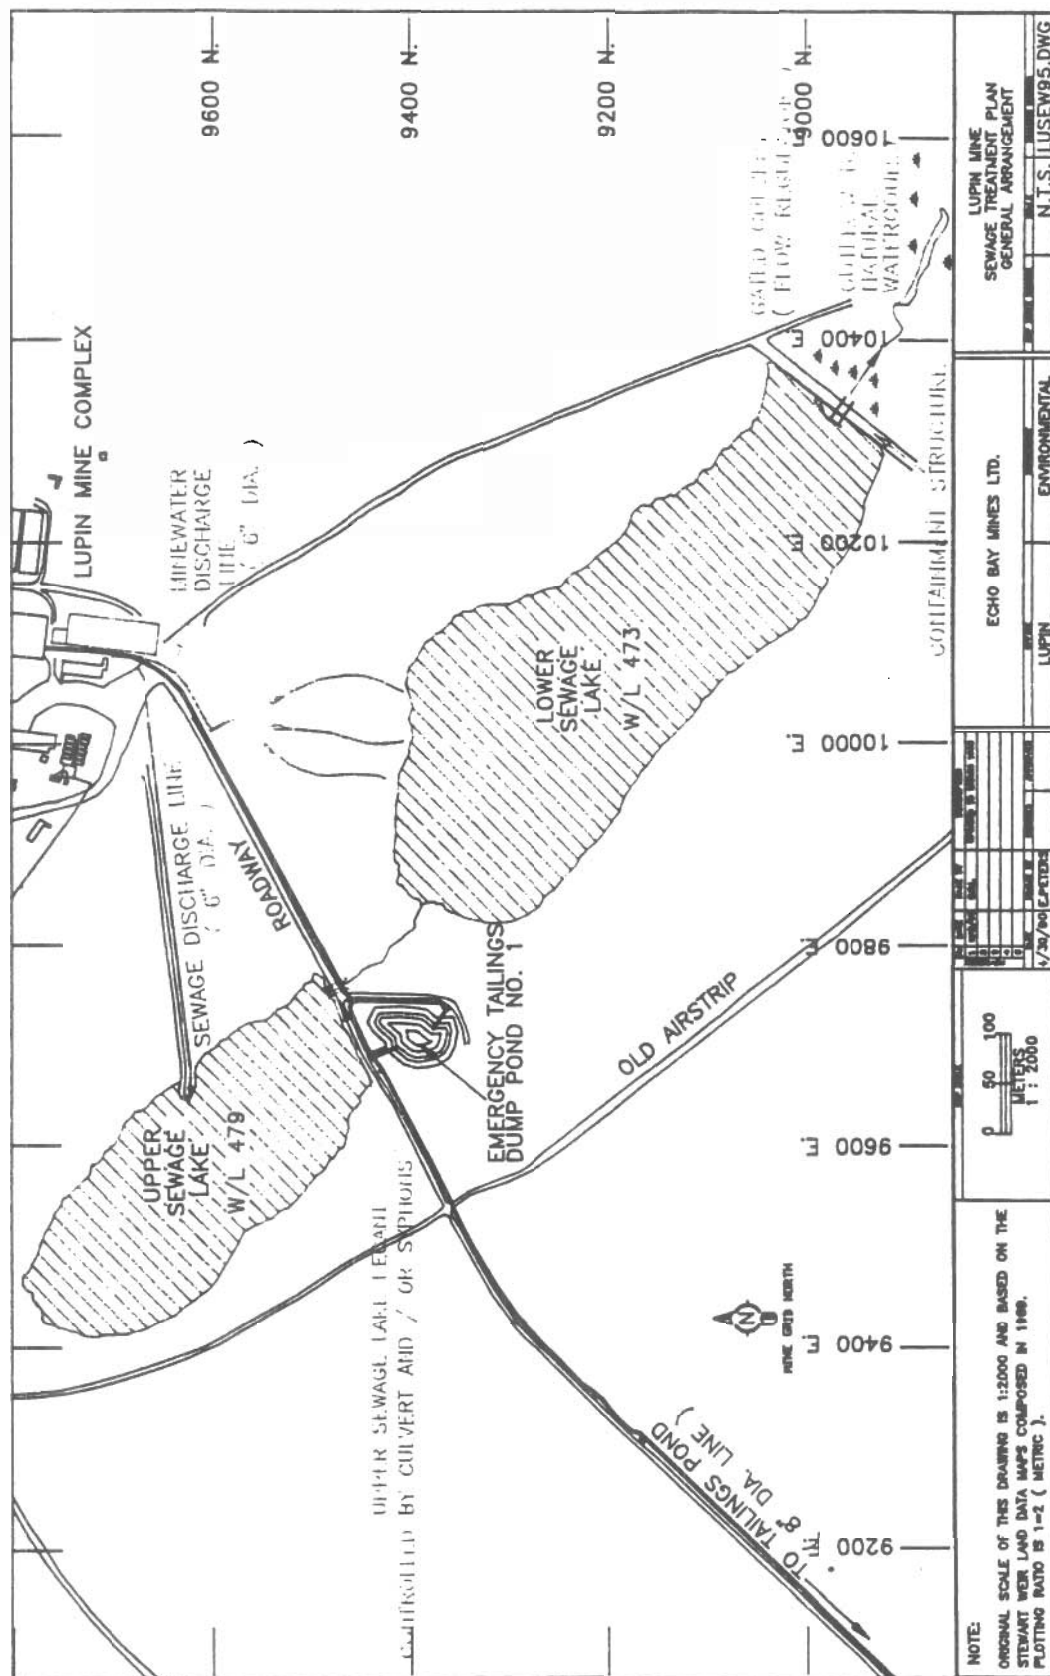 LUPIN MINE COMPLEX
9600 N.
9400 N.
9200 N.
9000 N.
MINEWATER
DISCHARGE
LINE
( 6" DIA. )
SEWAGE DISCHARGE LINE
( 6" DIA. )
ROADWAY
UPPER
SEWAGE
LAKE
W/L 479
LOWER
SEWAGE
LAKE
W/L 473
EMERGENCY TAILINGS
DUMP POND NO. 1
OLD AIRSTRIP
UPPER SEWAGE LAKE
CONTROLLED BY CULVERT AND / OR SYPHONS
( FLOW
NATURAL
WATERCOURSE
CONTAINMENT STRUCTURE
TO TAILINGS POND
8" DIA. LINE )
MINE GRID NORTH
N
9200 E.
9400 E.
9600 E.
9800 E.
10000 E.
10200 E.
10400 E.
10600 E.
NOTE:
ORIGINAL SCALE OF THIS DRAWING IS 1:2000 AND BASED ON THE
STEWART WEIR LAND DATA MAPS COMPOSED IN
PLOTTING RATIO IS 1=2 ( METRIC ).
0 50 100
METERS
1 : 2000
4/30/90 E.PETERS
ECHO BAY MINES LTD.
LUPIN ENVIRONMENTAL
LUPIN MINE
SEWAGE TREATMENT PLAN
GENERAL ARRANGEMENT
N.T.S. LUSEW95.DWG